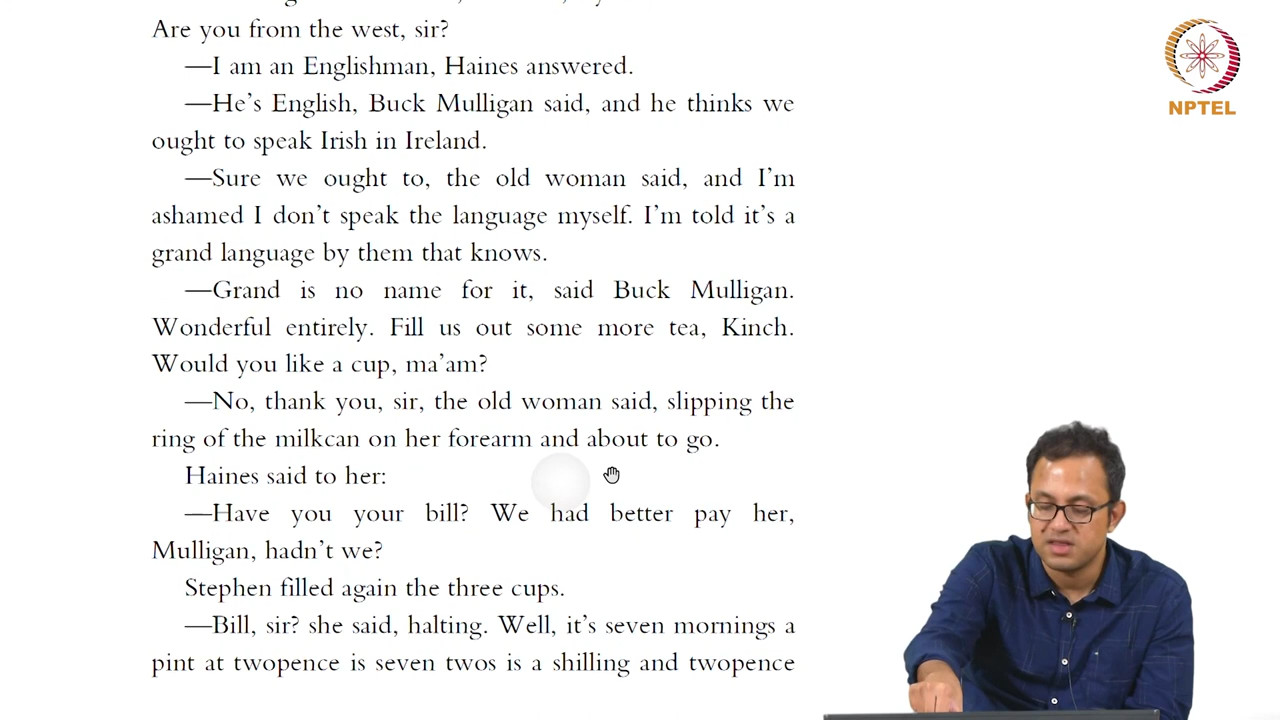 Are you from the west, sir?
—I am an Englishman, Haines answered.
—He’s English, Buck Mulligan said, and he thinks we
ought to speak Irish in Ireland.
—Sure we ought to, the old woman said, and I’m
ashamed I don’t speak the language myself. I’m told it’s a
grand language by them that knows.
—Grand is no name for it, said Buck Mulligan.
Wonderful entirely. Fill us out some more tea, Kinch.
Would you like a cup, ma’am?
—No, thank you, sir, the old woman said, slipping the
ring of the milkcan on her forearm and about to go.
Haines said to her:
—Have you your bill? We had better pay her,
Mulligan, hadn’t we?
Stephen filled again the three cups.
—Bill, sir? she said, halting. Well, it’s seven mornings a
pint at twopence is seven twos is a shilling and twopence
NPTEL